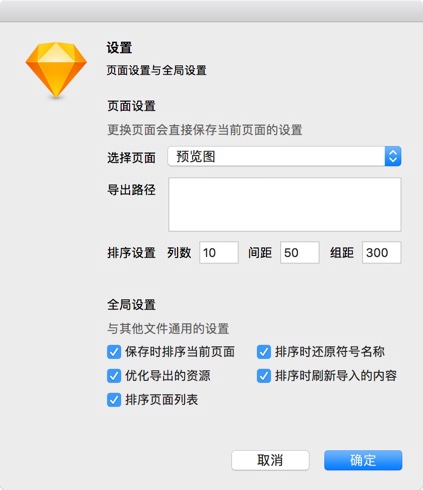 设置
页面设置与全局设置
页面设置
更换页面会直接保存当前页面的设置
选择页面 预览图
导出路径
排序设置 列数 10 间距 50 组距 300
全局设置
与其他文件通用的设置
保存时排序当前页面 排序时还原符号名称
优化导出的资源 排序时刷新导入的内容
排序页面列表
取消 确定